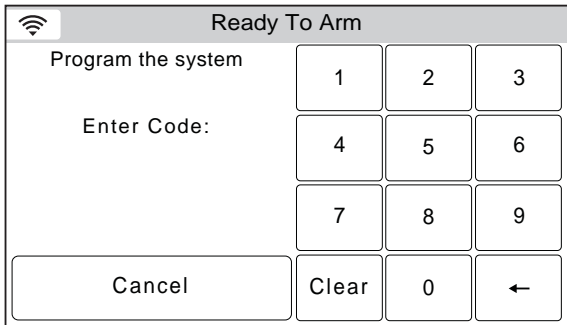 Ready To Arm
Program the system
Enter Code:
1 2 3
4 5 6
7 8 9
Cancel Clear 0 ←